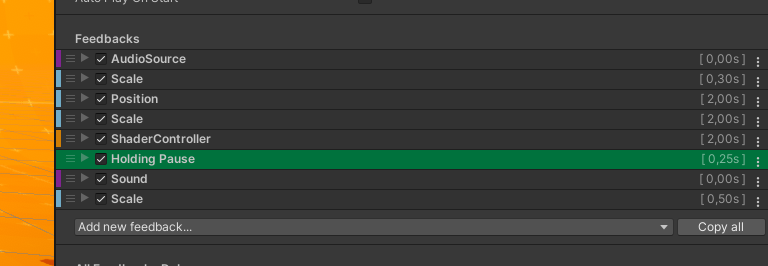 Auto Play On Start
Feedbacks
AudioSource [ 0,00s ]
Scale [ 0,30s ]
Position [ 2,00s ]
Scale [ 2,00s ]
ShaderController [ 2,00s ]
Holding Pause [ 0,25s ]
Sound [ 0,00s ]
Scale [ 0,50s ]
Add new feedback... Copy all